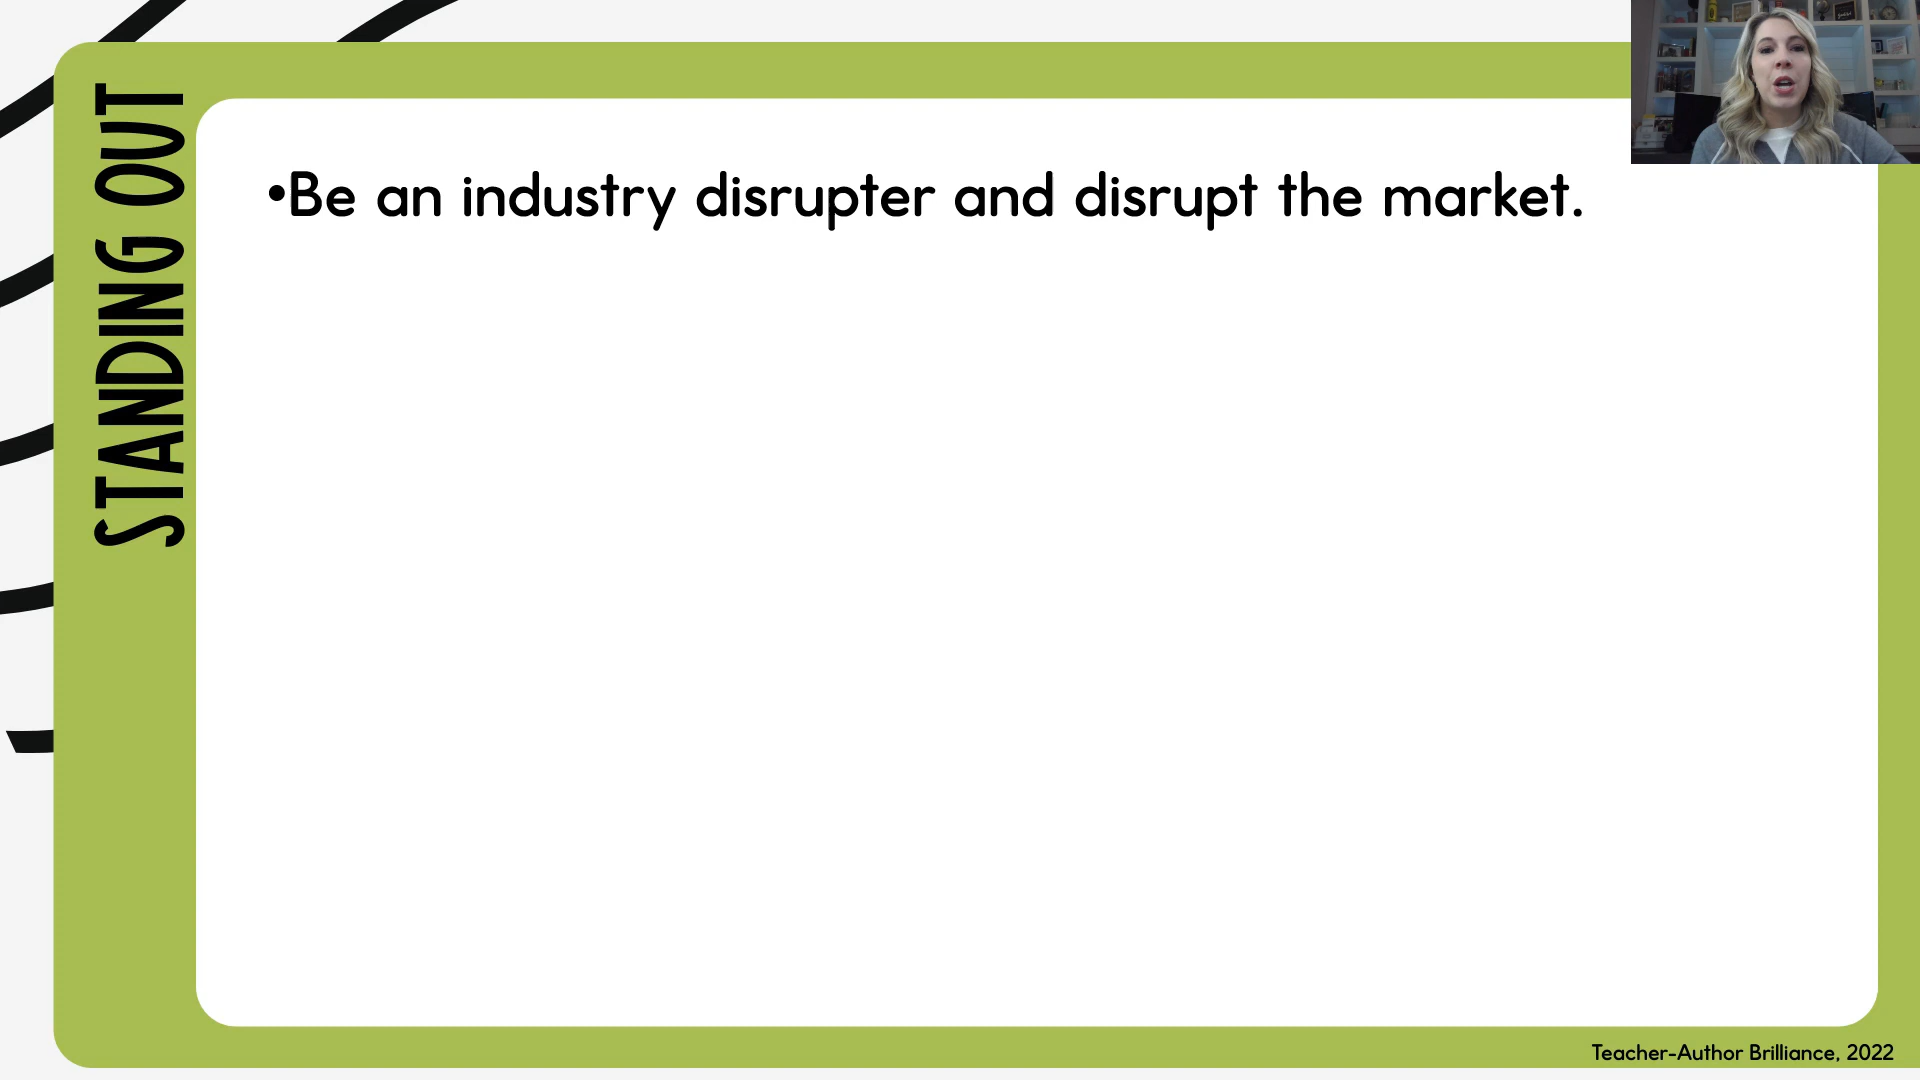 STANDING OUT
•Be an industry disrupter and disrupt the market.
Teacher-Author Brilliance, 2022